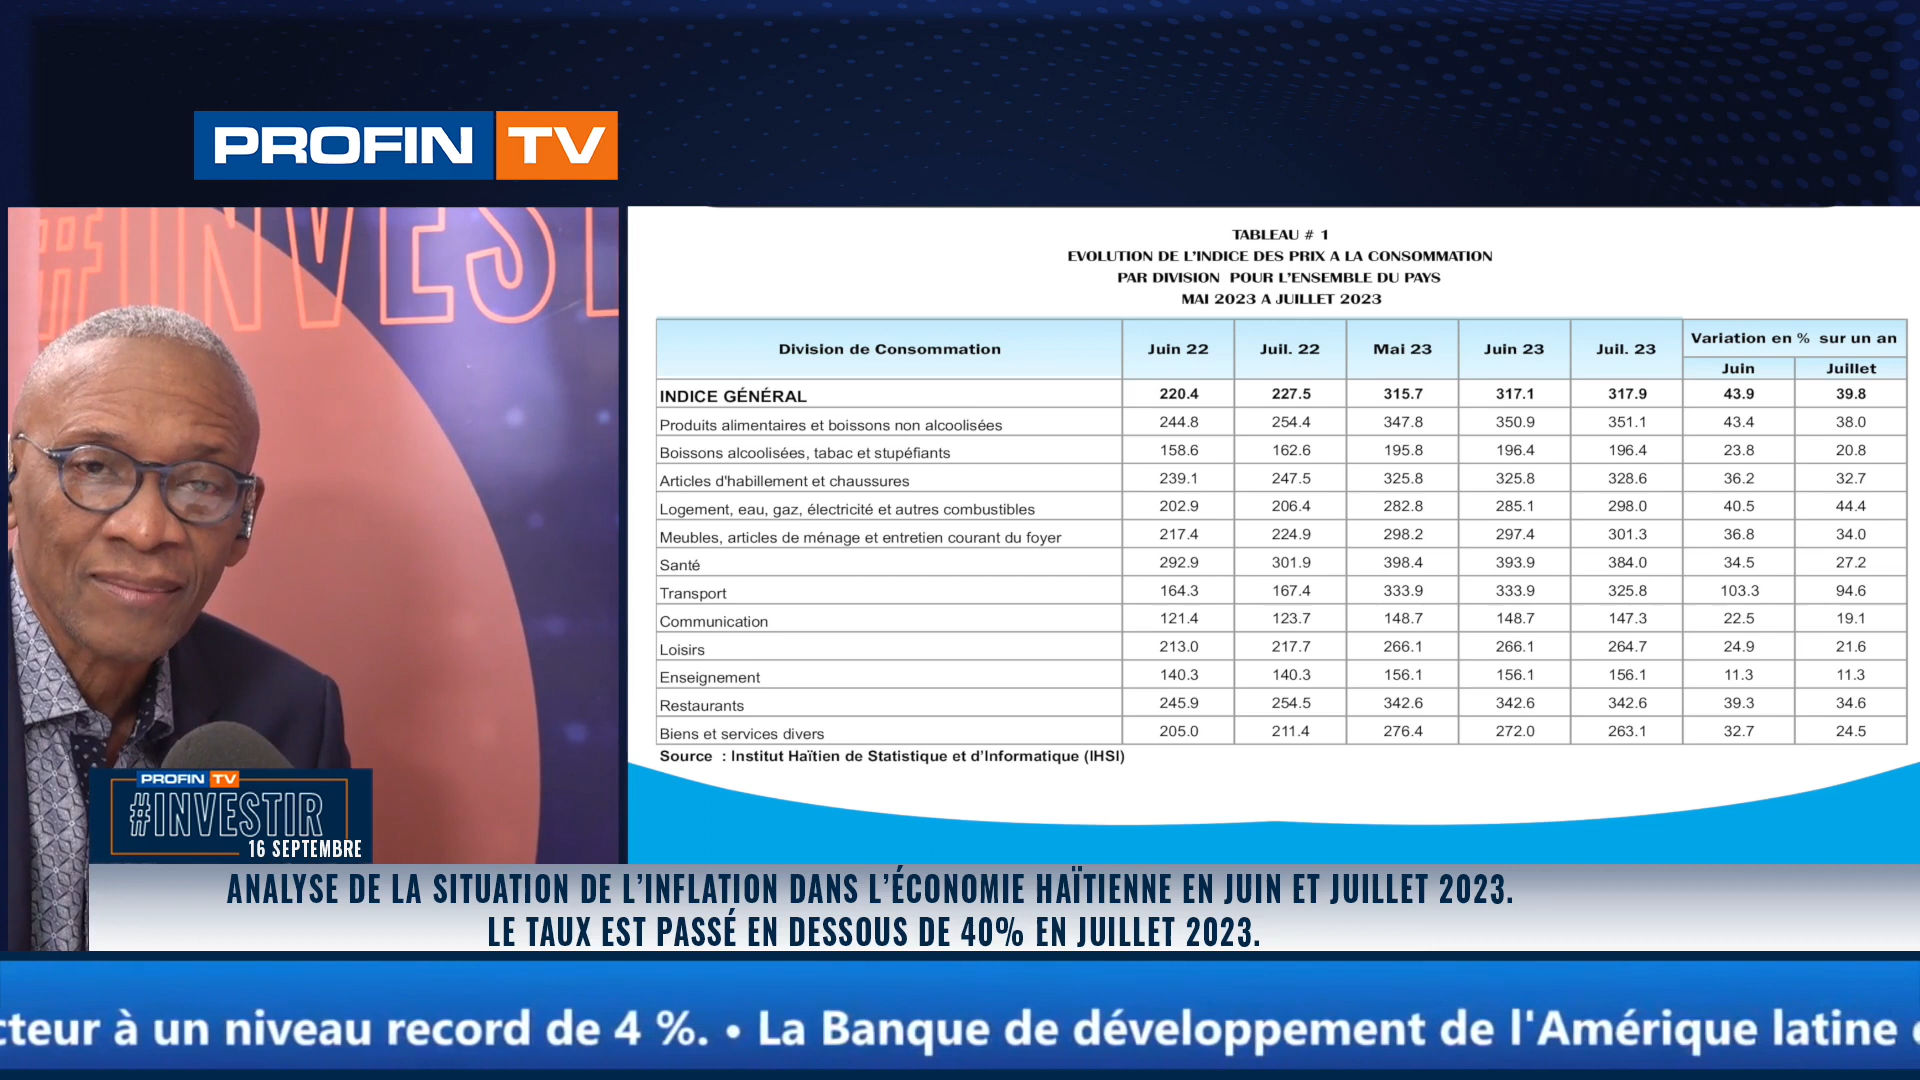 PROFIN TV
#INVEST
TABLEAU # 1
EVOLUTION DE L'INDICE DES PRIX A LA CONSOMMATION
PAR DIVISION POUR L'ENSEMBLE DU PAYS
MAI 2023 A JUILLET 2023
Division de Consommation Juin 22 Juil. 22 Mai 23 Juin 23 Juil. 23 Variation en % sur un an
Juin Juillet
INDICE GÉNÉRAL 220.4 227.5 315.7 317.1 317.9 43.9 39.8
Produits alimentaires et boissons non alcoolisées 244.8 254.4 347.8 350.9 351.1 43.4 38.0
Boissons alcoolisées, tabac et stupéfiants 158.6 162.6 195.8 196.4 196.4 23.8 20.8
Articles d'habillement et chaussures 239.1 247.5 325.8 325.8 328.6 36.2 32.7
Logement, eau, gaz, électricité et autres combustibles 202.9 206.4 282.8 285.1 298.0 40.5 44.4
Meubles, articles de ménage et entretien courant du foyer 217.4 224.9 298.2 297.4 301.3 36.8 34.0
Santé 292.9 301.9 398.4 393.9 384.0 34.5 27.2
Transport 164.3 167.4 333.9 333.9 325.8 103.3 94.6
Communication 121.4 123.7 148.7 148.7 147.3 22.5 19.1
Loisirs 213.0 217.7 266.1 266.1 264.7 24.9 21.6
Enseignement 140.3 140.3 156.1 156.1 156.1 11.3 11.3
Restaurants 245.9 254.5 342.6 342.6 342.6 39.3 34.6
Biens et services divers 205.0 211.4 276.4 272.0 263.1 32.7 24.5
Source : Institut Haïtien de Statistique et d'Informatique (IHSI)
PROFIN TV
#INVESTIR
16 SEPTEMBRE
ANALYSE DE LA SITUATION DE L'INFLATION DANS L'ÉCONOMIE HAÏTIENNE EN JUIN ET JUILLET 2023.
LE TAUX EST PASSÉ EN DESSOUS DE 40% EN JUILLET 2023.
cteur à un niveau record de 4 %. • La Banque de développement de l'Amérique latine